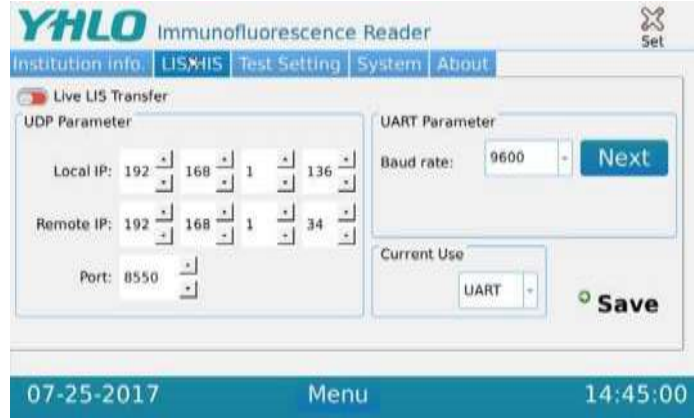 YHLO Immunofluorescence Reader
Set
Institution info. LIS/HIS Test Setting System About
Live LIS Transfer
UDP Parameter
UART Parameter
Local IP: 192 168 1 136
Baud rate: 9600 Next
Remote IP: 192 168 1 34
Current Use
Port: 8550
UART
Save
07-25-2017 Menu 14:45:00